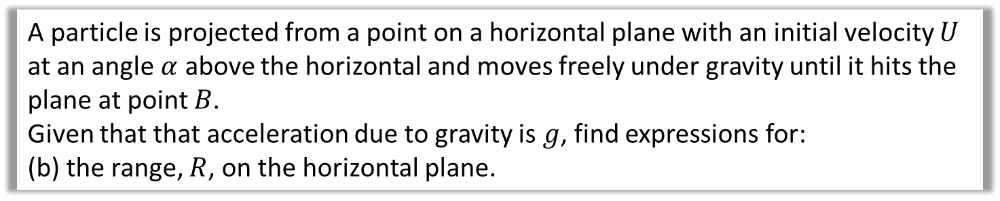 A particle is projected from a point on a horizontal plane with an initial velocity U
at an angle α above the horizontal and moves freely under gravity until it hits the
plane at point B.
Given that that acceleration due to gravity is g, find expressions for:
(b) the range, R, on the horizontal plane.